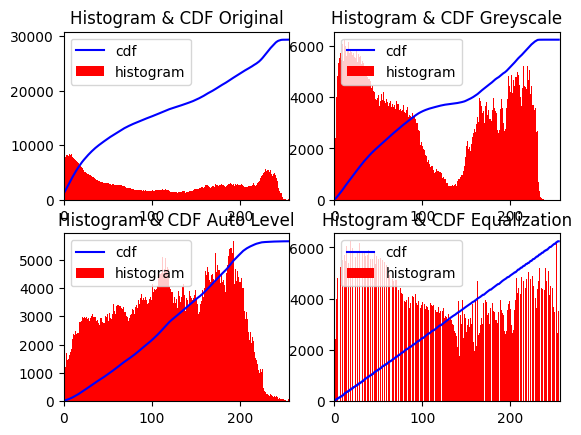 Histogram & CDF Original
30000
20000
10000
0
0 100 200
cdf
histogram
Histogram & CDF Greyscale
6000
4000
2000
0
0 100 200
cdf
histogram
Histogram & CDF Auto Level
5000
4000
3000
2000
1000
0
0 100 200
cdf
histogram
Histogram & CDF Equalization
6000
4000
2000
0
0 100 200
cdf
histogram